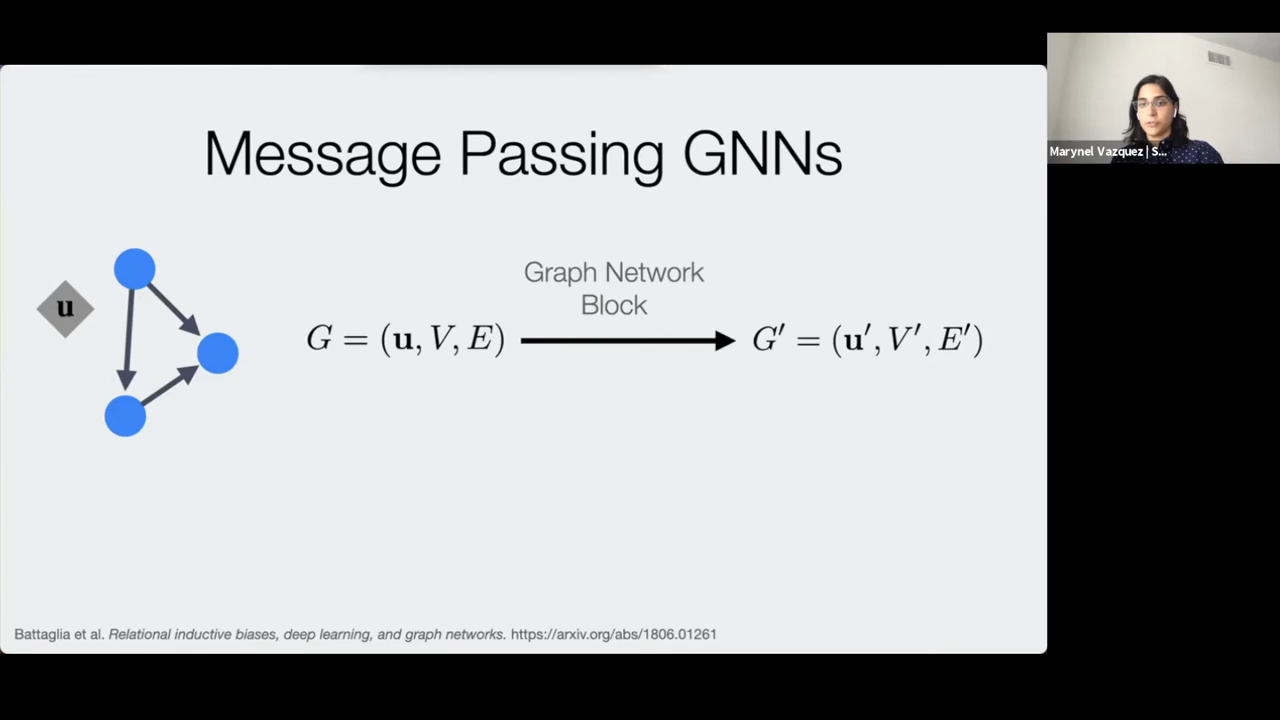 Message Passing GNNs
u
Graph Network
Block
G = (u, V, E)
G′ = (u′, V′, E′)
Battaglia et al. Relational inductive biases, deep learning, and graph networks. https://arxiv.org/abs/1806.01261
Marynel Vazquez | S...